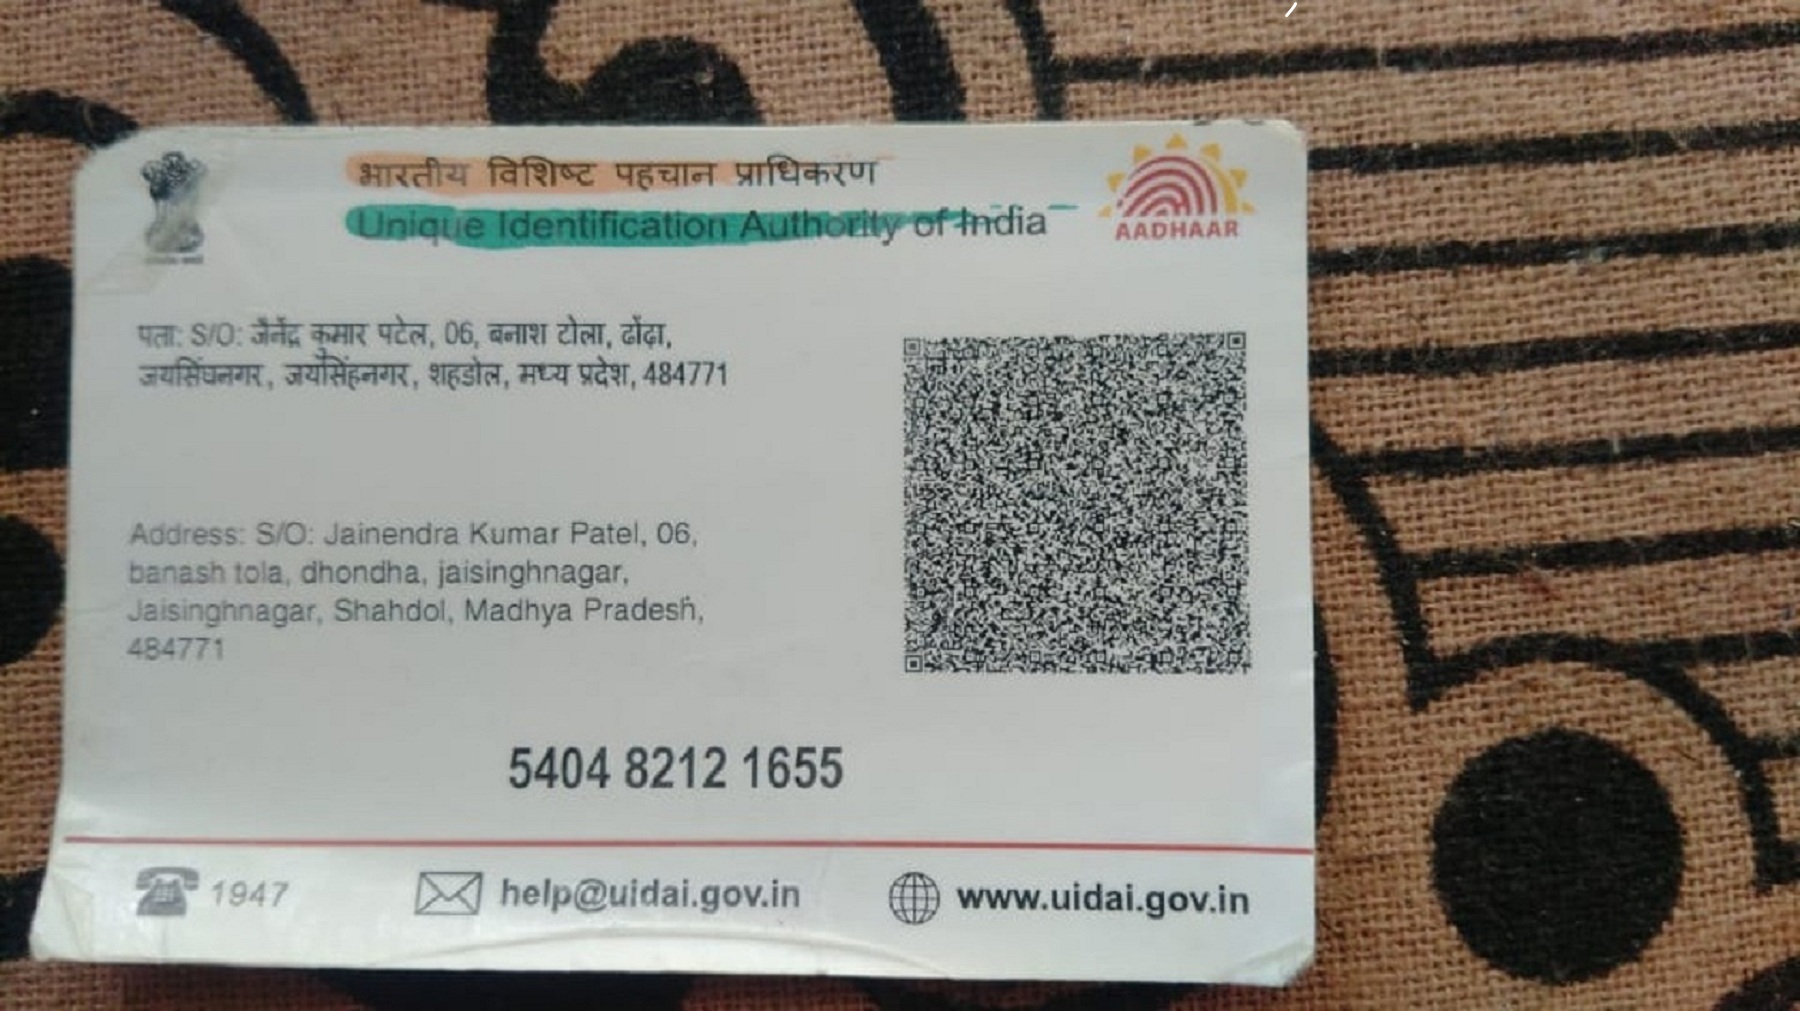 भारतीय विशिष्ट पहचान प्राधिकरण
Unique Identification Authority of India
AADHAAR
पता: S/O: जैनेंद्र कुमार पटेल, 06, बनाश टोला, ढोंढ़ा,
जयसिंघनगर, जयसिंहनगर, शहडोल, मध्य प्रदेश, 484771
Address: S/O: Jainendra Kumar Patel, 06,
banash tola, dhondha, jaisinghnagar,
Jaisinghnagar, Shahdol, Madhya Pradesh,
484771
5404 8212 1655
1947 help@uidai.gov.in www.uidai.gov.in